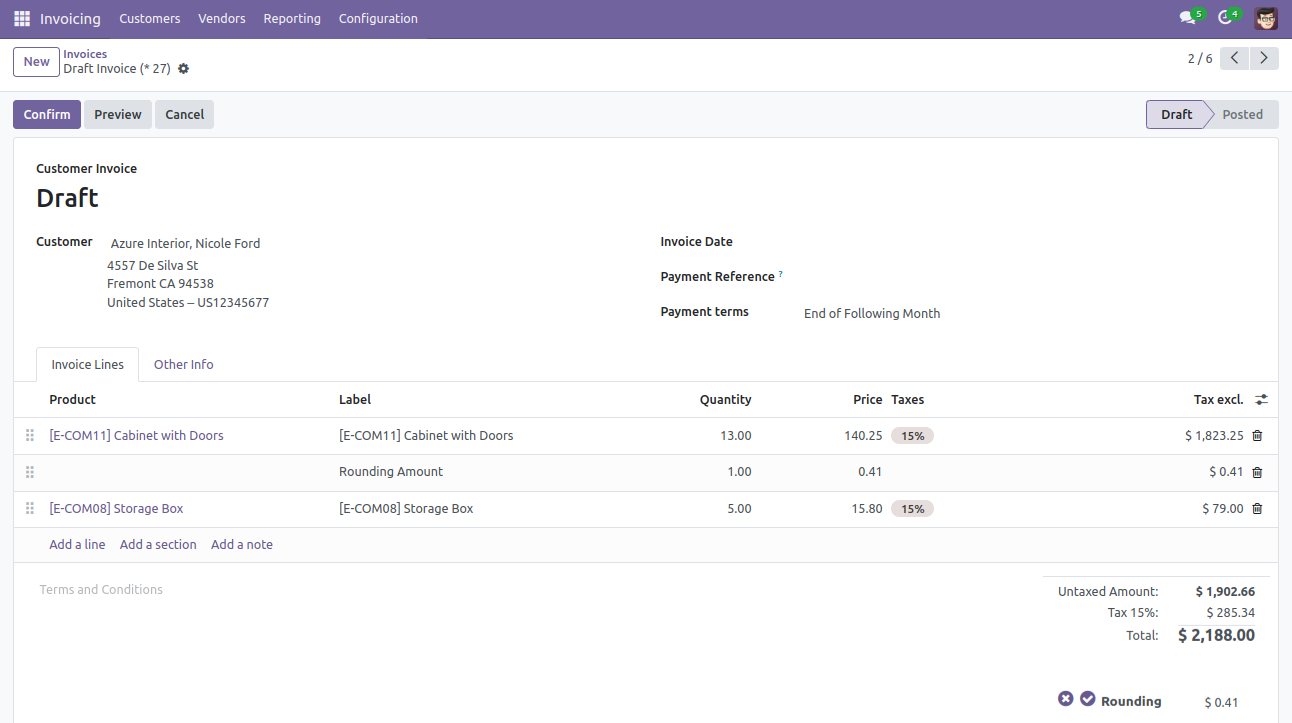 Invoicing Customers Vendors Reporting Configuration 5 4
New Invoices
Draft Invoice (* 27) 2 / 6
Confirm Preview Cancel Draft Posted
Customer Invoice
Draft
Customer Azure Interior, Nicole Ford Invoice Date
4557 De Silva St
Fremont CA 94538 Payment Reference ?
United States – US12345677
Payment terms End of Following Month
Invoice Lines Other Info
Product Label Quantity Price Taxes Tax excl.
[E-COM11] Cabinet with Doors [E-COM11] Cabinet with Doors 13.00 140.25 15% $ 1,823.25
Rounding Amount 1.00 0.41 $ 0.41
[E-COM08] Storage Box [E-COM08] Storage Box 5.00 15.80 15% $ 79.00
Add a line Add a section Add a note
Terms and Conditions
Untaxed Amount: $ 1,902.66
Tax 15%: $ 285.34
Total: $ 2,188.00
Rounding $ 0.41